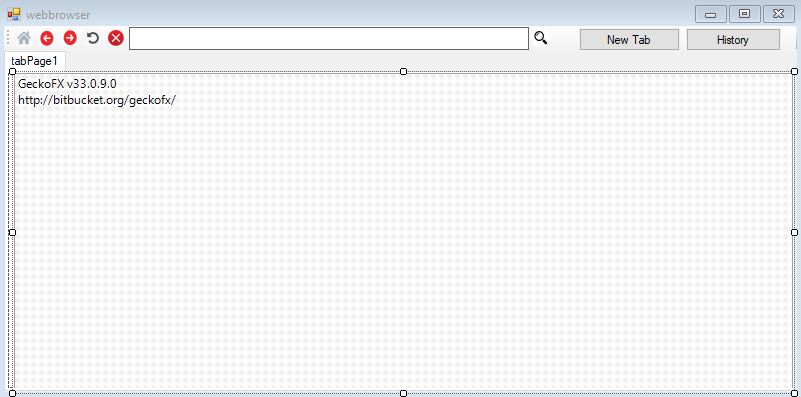 webbrowser
New Tab
History
tabPage1
GeckoFX v33.0.9.0
http://bitbucket.org/geckofx/